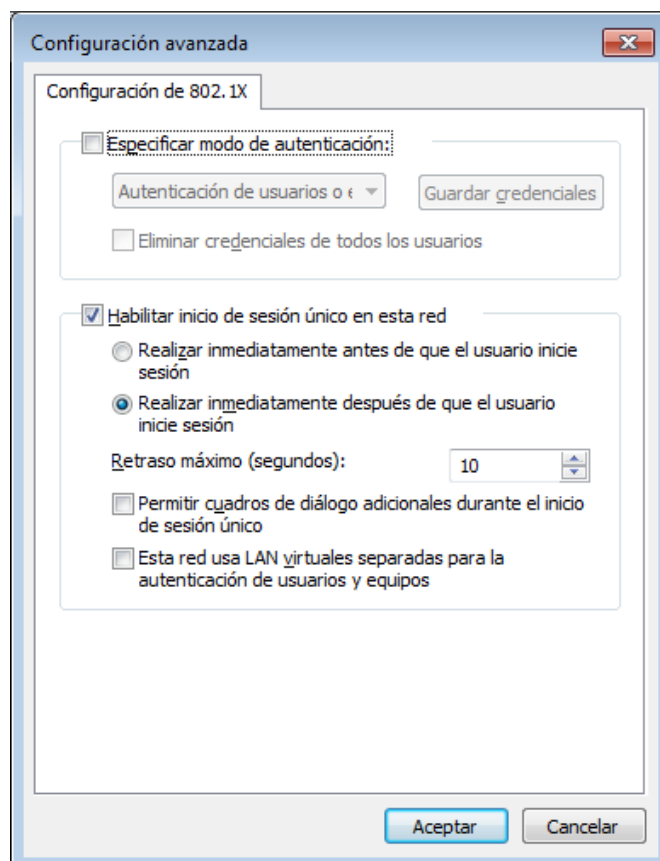 Configuración avanzada
Configuración de 802.1X
Especificar modo de autenticación:
Autenticación de usuarios o e
Guardar credenciales
Eliminar credenciales de todos los usuarios
Habilitar inicio de sesión único en esta red
Realizar inmediatamente antes de que el usuario inicie
sesión
Realizar inmediatamente después de que el usuario
inicie sesión
Retraso máximo (segundos):
10
Permitir cuadros de diálogo adicionales durante el inicio
de sesión único
Esta red usa LAN virtuales separadas para la
autenticación de usuarios y equipos
Aceptar
Cancelar